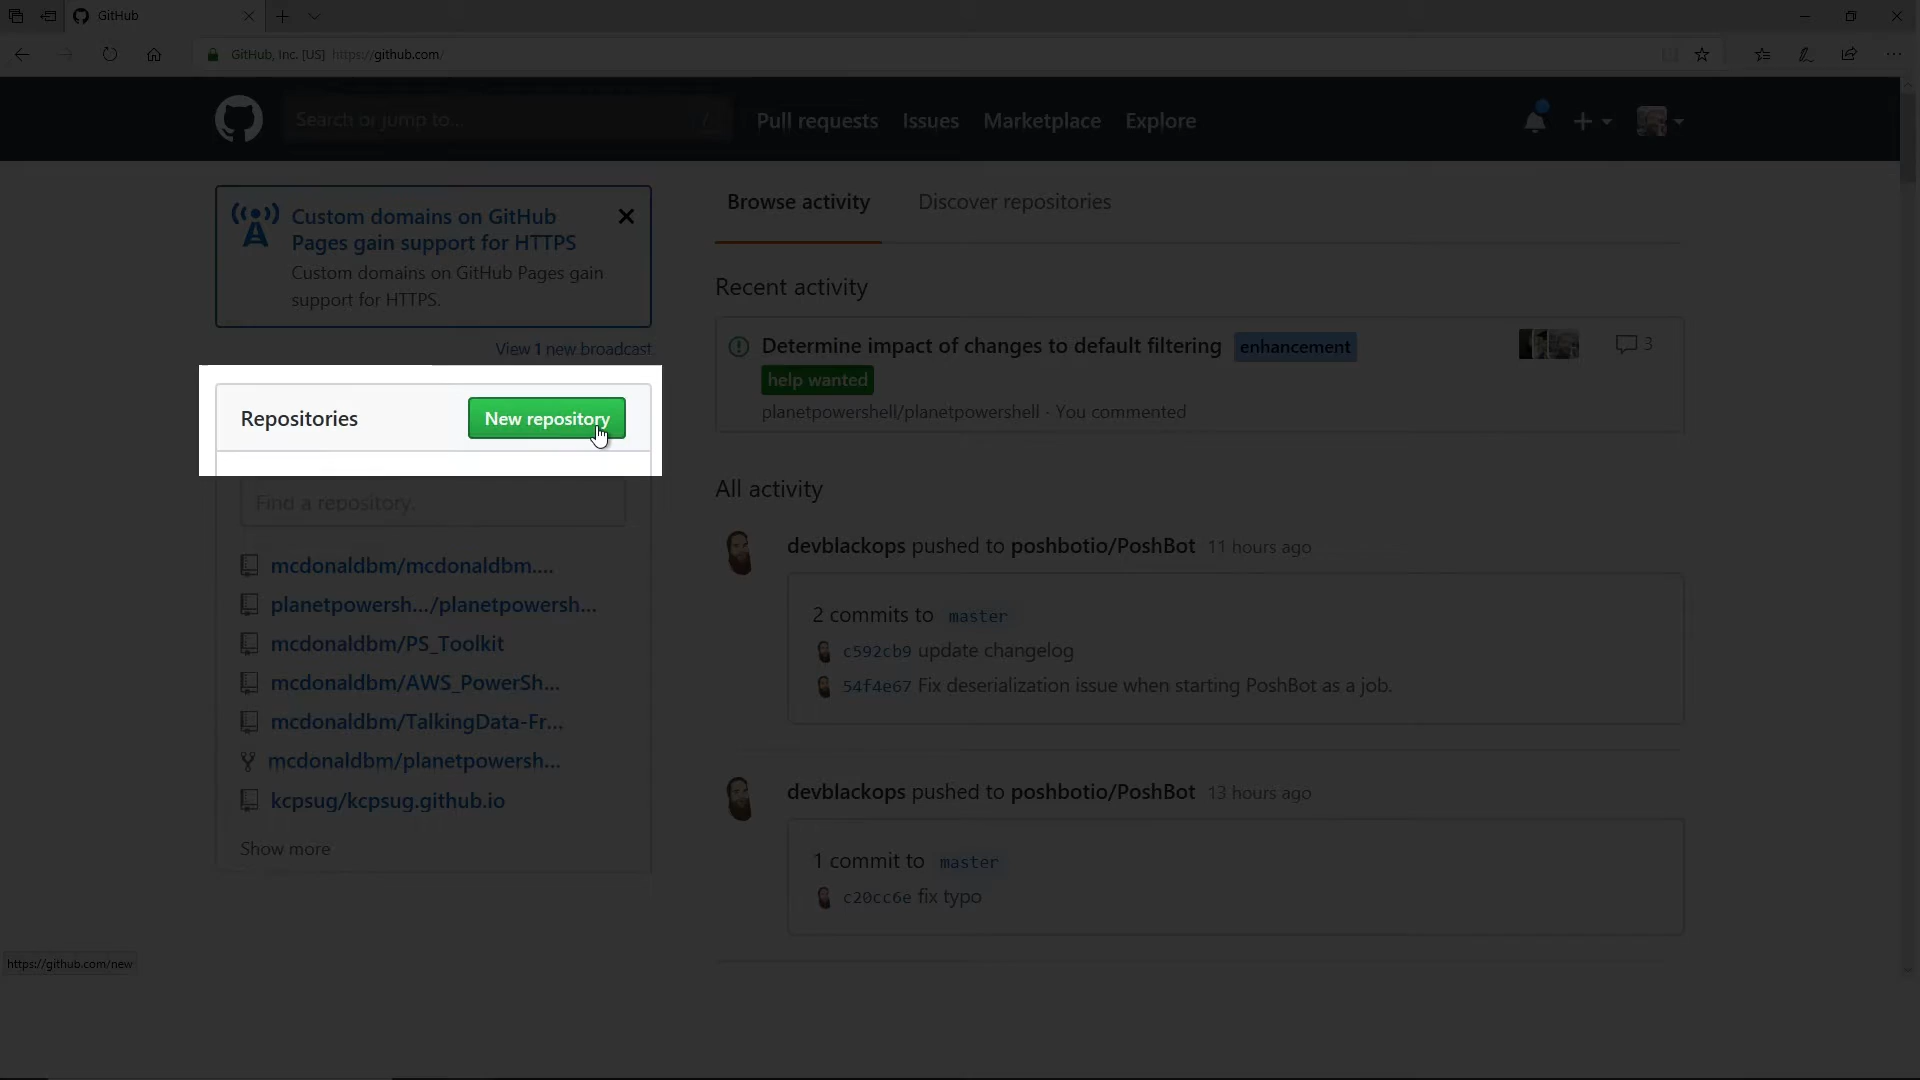 GitHub
GitHub, Inc. [US] https://github.com/
Search or jump to...
/
Pull requests
Issues
Marketplace
Explore
Custom domains on GitHub
Pages gain support for HTTPS
Custom domains on GitHub Pages gain
support for HTTPS.
View 1 new broadcast
Repositories
New repository
Find a repository.
mcdonaldbm/mcdonaldbm....
planetpowersh.../planetpowersh...
mcdonaldbm/PS_Toolkit
mcdonaldbm/AWS_PowerSh...
mcdonaldbm/TalkingData-Fr...
mcdonaldbm/planetpowersh...
kcpsug/kcpsug.github.io
Show more
Browse activity
Discover repositories
Recent activity
Determine impact of changes to default filtering enhancement
3
help wanted
planetpowershell/planetpowershell · You commented
All activity
devblackops pushed to poshbotio/PoshBot 11 hours ago
2 commits to master
c592cb9 update changelog
54f4e67 Fix deserialization issue when starting PoshBot as a job.
devblackops pushed to poshbotio/PoshBot 13 hours ago
1 commit to master
c20cc6e fix typo
https://github.com/new